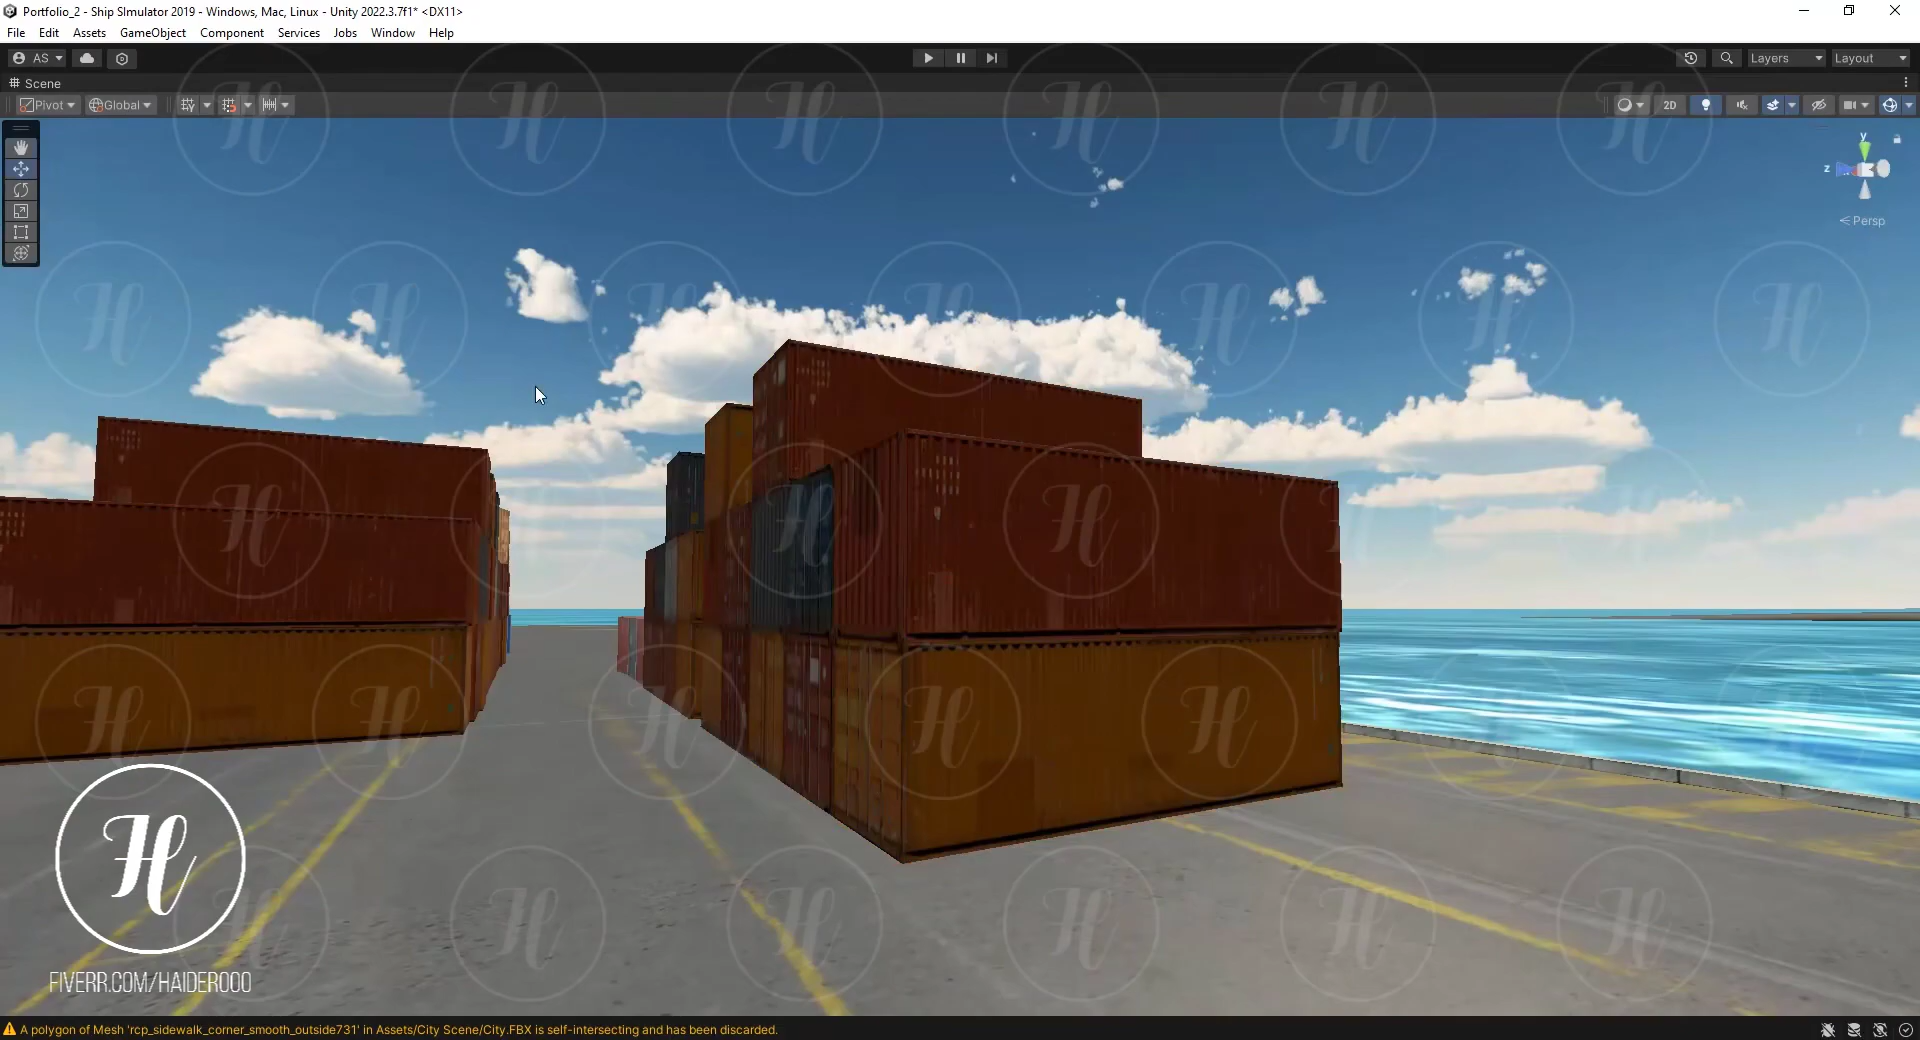 Portfolio_2 - Ship SImulator 2019 - Windows, Mac, Linux - Unity 2022.3.7f1* <DX11>
File Edit Assets GameObject Component Services Jobs Window Help
AS Layers Layout
Scene
Pivot Global 2D
y
z
Persp
H
FIVERR.COM/HAIDEROOO
A polygon of Mesh 'rcp_sidewalk_corner_smooth_outside731' in Assets/City Scene/City.FBX is self-intersecting and has been discarded.